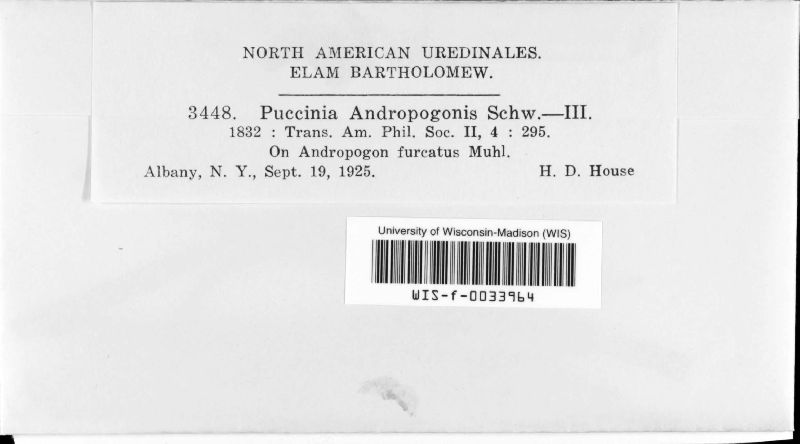 NORTH AMERICAN UREDINALES.
ELAM BARTHOLOMEW.
3448. Puccinia Andropogonis Schw.—III.
1832 : Trans. Am. Phil. Soc. II, 4 : 295.
On Andropogon furcatus Muhl.
Albany, N. Y., Sept. 19, 1925. H. D. House
University of Wisconsin-Madison (WIS)
WIS-f-0033964